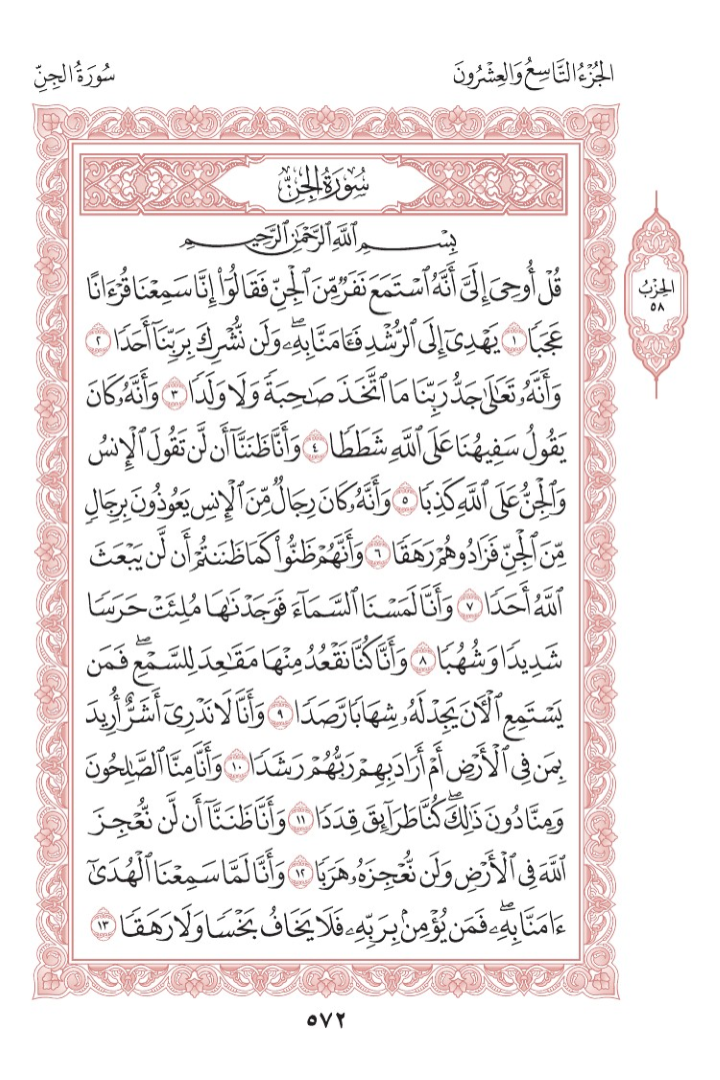 الجُزْءُ التَّاسِعُ وَالعِشْرُونَ
سُورَةُ الجِنِّ
سُورَةُ الجِنِّ
بِسْمِ ٱللَّهِ ٱلرَّحْمَٰنِ ٱلرَّحِيمِ
قُلۡ أُوحِيَ إِلَيَّ أَنَّهُ ٱسۡتَمَعَ نَفَرٞ مِّنَ ٱلۡجِنِّ فَقَالُوٓاْ إِنَّا سَمِعۡنَا قُرۡءَانًا
عَجَبٗا ١ يَهۡدِيٓ إِلَى ٱلرُّشۡدِ فَـَٔامَنَّا بِهِۦۖ وَلَن نُّشۡرِكَ بِرَبِّنَآ أَحَدٗا ٢
وَأَنَّهُۥ تَعَٰلَىٰ جَدُّ رَبِّنَا مَا ٱتَّخَذَ صَٰحِبَةٗ وَلَا وَلَدٗا ٣ وَأَنَّهُۥ كَانَ
يَقُولُ سَفِيهُنَا عَلَى ٱللَّهِ شَطَطٗا ٤ وَأَنَّا ظَنَنَّآ أَن لَّن تَقُولَ ٱلۡإِنسُ
وَٱلۡجِنُّ عَلَى ٱللَّهِ كَذِبٗا ٥ وَأَنَّهُۥ كَانَ رِجَالٞ مِّنَ ٱلۡإِنسِ يَعُوذُونَ بِرِجَالٖ
مِّنَ ٱلۡجِنِّ فَزَادُوهُمۡ رَهَقٗا ٦ وَأَنَّهُمۡ ظَنُّواْ كَمَا ظَنَنتُمۡ أَن لَّن يَبۡعَثَ
ٱللَّهُ أَحَدٗا ٧ وَأَنَّا لَمَسۡنَا ٱلسَّمَآءَ فَوَجَدۡنَٰهَا مُلِئَتۡ حَرَسٗا
شَدِيدٗا وَشُهُبٗا ٨ وَأَنَّا كُنَّا نَقۡعُدُ مِنۡهَا مَقَٰعِدَ لِلسَّمۡعِۖ فَمَن
يَسۡتَمِعِ ٱلۡأٓنَ يَجِدۡ لَهُۥ شِهَابٗا رَّصَدٗا ٩ وَأَنَّا لَا نَدۡرِيٓ أَشَرٌّ أُرِيدَ
بِمَن فِي ٱلۡأَرۡضِ أَمۡ أَرَادَ بِهِمۡ رَبُّهُمۡ رَشَدٗا ١٠ وَأَنَّا مِنَّا ٱلصَّٰلِحُونَ
وَمِنَّا دُونَ ذَٰلِكَۖ كُنَّا طَرَآئِقَ قِدَدٗا ١١ وَأَنَّا ظَنَنَّآ أَن لَّن نُّعۡجِزَ
ٱللَّهَ فِي ٱلۡأَرۡضِ وَلَن نُّعۡجِزَهُۥ هَرَبٗا ١٢ وَأَنَّا لَمَّا سَمِعۡنَا ٱلۡهُدَىٰٓ
ءَامَنَّا بِهِۦۖ فَمَن يُؤۡمِنۢ بِرَبِّهِۦ فَلَا يَخَافُ بَخۡسٗا وَلَا رَهَقٗا ١٣
الحِزْبُ
٥٨
٥٧٢